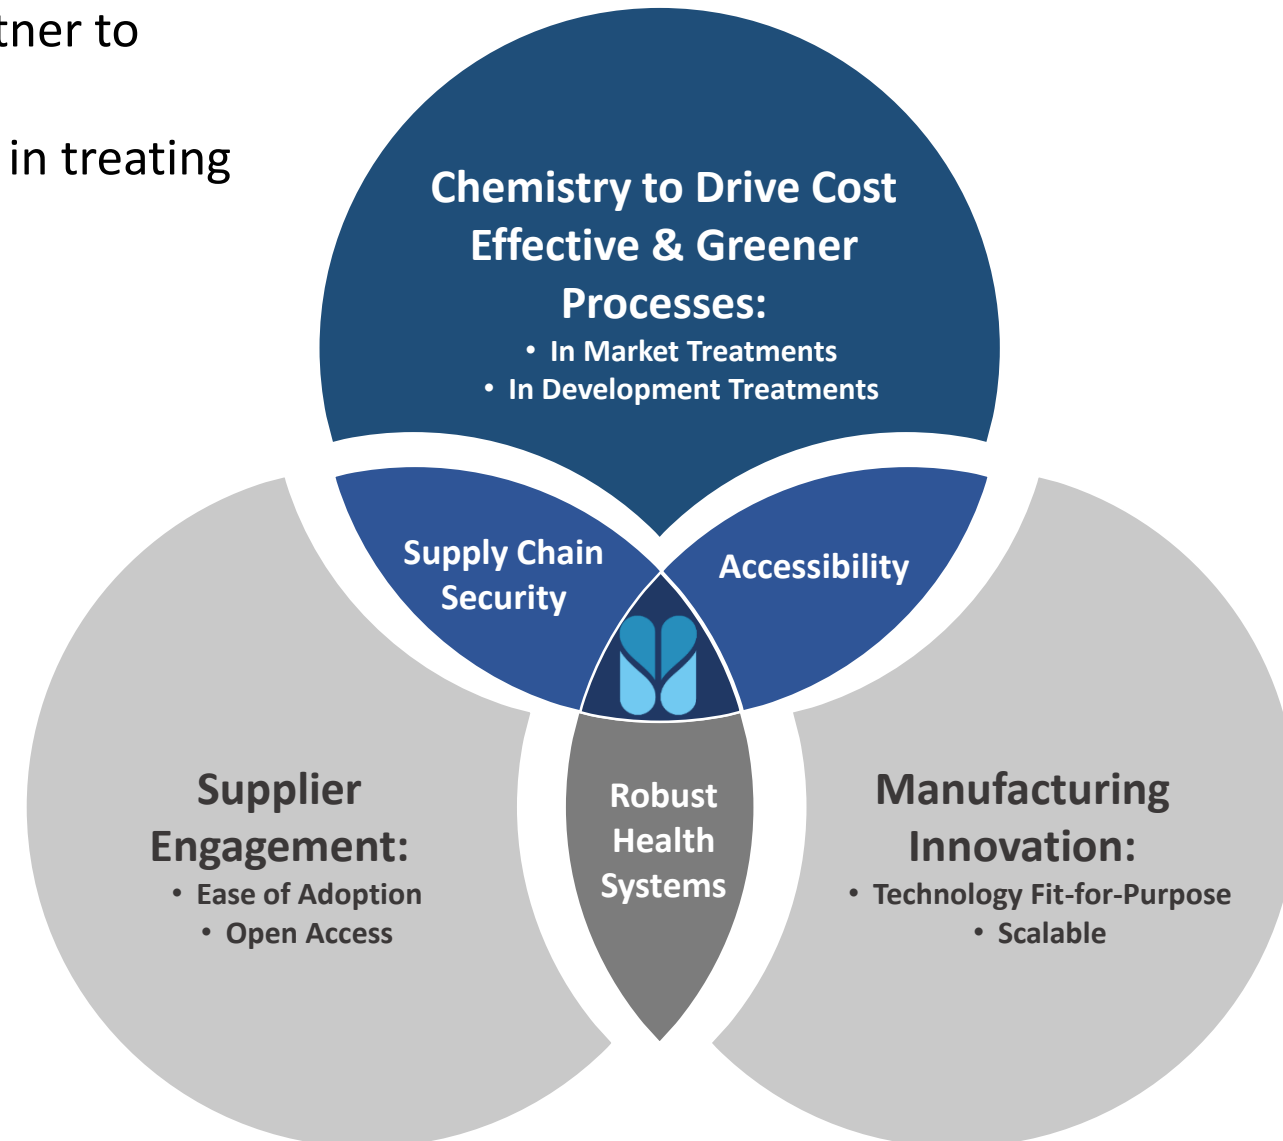 tner to
in treating
Chemistry to Drive Cost
Effective & Greener
Processes:
• In Market Treatments
• In Development Treatments
Supply Chain
Security
Accessibility
Supplier
Engagement:
• Ease of Adoption
• Open Access
Robust
Health
Systems
Manufacturing
Innovation:
• Technology Fit-for-Purpose
• Scalable